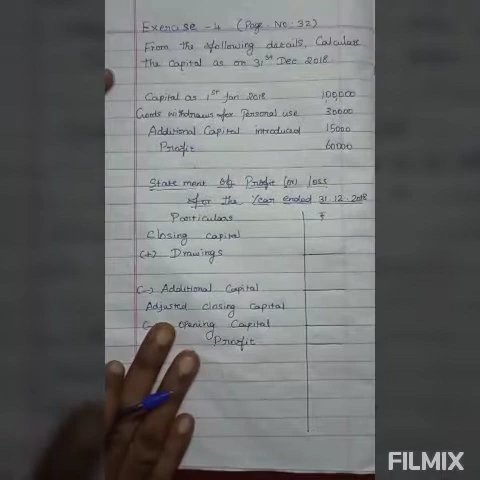 Exercise - 4 (Page No: 32)
From the following details, Calculate
the Capital as on 31st Dec 2018
Capital as 1st Jan 2018 1,00,000
Goods withdrawn for Personal use 30000
Additional Capital introduced 15000
Profit 60000
Statement of Profit (or) loss
for the Year ended 31.12.2018
Particulars ₹
Closing Capital
(+) Drawings
(-) Additional Capital
Adjusted closing Capital
(-) opening Capital
Profit
FILMIX